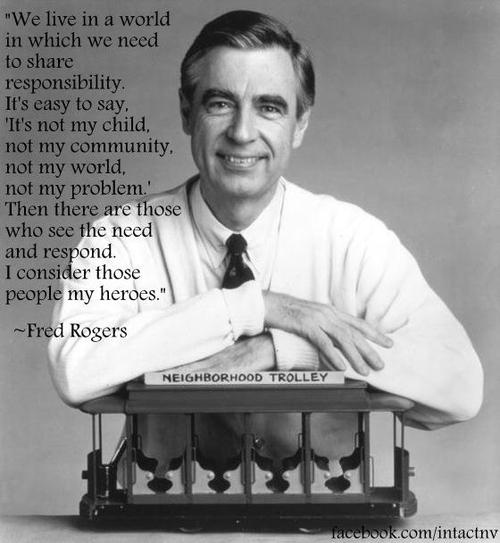 "We live in a world
in which we need
to share
responsibility.
It's easy to say,
'It's not my child,
not my community,
not my world,
not my problem.'
Then there are those
who see the need
and respond.
I consider those
people my heroes."
~Fred Rogers
NEIGHBORHOOD TROLLEY
facebook.com/intactnv